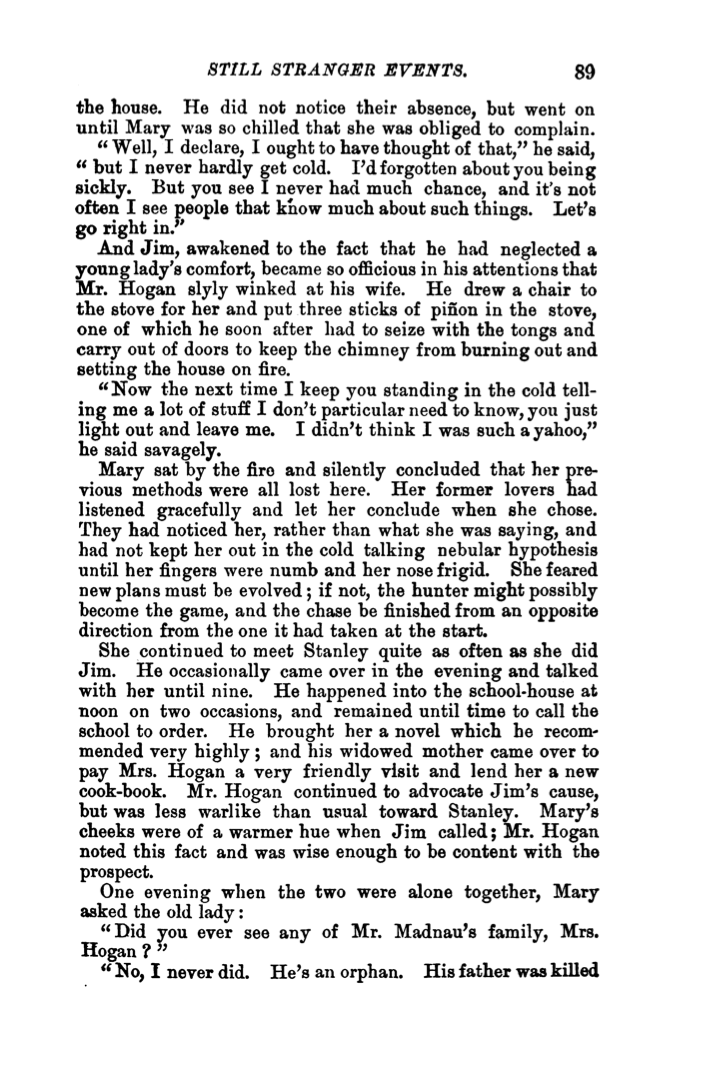 STILL STRANGER EVENTS. 89
the house. He did not notice their absence, but went on
until Mary was so chilled that she was obliged to complain.
“Well, I declare, I ought to have thought of that,” he said,
“but I never hardly get cold. I’d forgotten about you being
sickly. But you see I never had much chance, and it’s not
often I see people that know much about such things. Let’s
go right in.”
And Jim, awakened to the fact that he had neglected a
young lady’s comfort, became so officious in his attentions that
Mr. Hogan slyly winked at his wife. He drew a chair to
the stove for her and put three sticks of piñon in the stove,
one of which he soon after had to seize with the tongs and
carry out of doors to keep the chimney from burning out and
setting the house on fire.
“Now the next time I keep you standing in the cold tell-
ing me a lot of stuff I don’t particular need to know, you just
light out and leave me. I didn’t think I was such a yahoo,”
he said savagely.
Mary sat by the fire and silently concluded that her pre-
vious methods were all lost here. Her former lovers had
listened gracefully and let her conclude when she chose.
They had noticed her, rather than what she was saying, and
had not kept her out in the cold talking nebular hypothesis
until her fingers were numb and her nose frigid. She feared
new plans must be evolved; if not, the hunter might possibly
become the game, and the chase be finished from an opposite
direction from the one it had taken at the start.
She continued to meet Stanley quite as often as she did
Jim. He occasionally came over in the evening and talked
with her until nine. He happened into the school-house at
noon on two occasions, and remained until time to call the
school to order. He brought her a novel which he recom-
mended very highly; and his widowed mother came over to
pay Mrs. Hogan a very friendly visit and lend her a new
cook-book. Mr. Hogan continued to advocate Jim’s cause,
but was less warlike than usual toward Stanley. Mary’s
cheeks were of a warmer hue when Jim called; Mr. Hogan
noted this fact and was wise enough to be content with the
prospect.
One evening when the two were alone together, Mary
asked the old lady:
“Did you ever see any of Mr. Madnau’s family, Mrs.
Hogan?”
“No, I never did. He’s an orphan. His father was killed